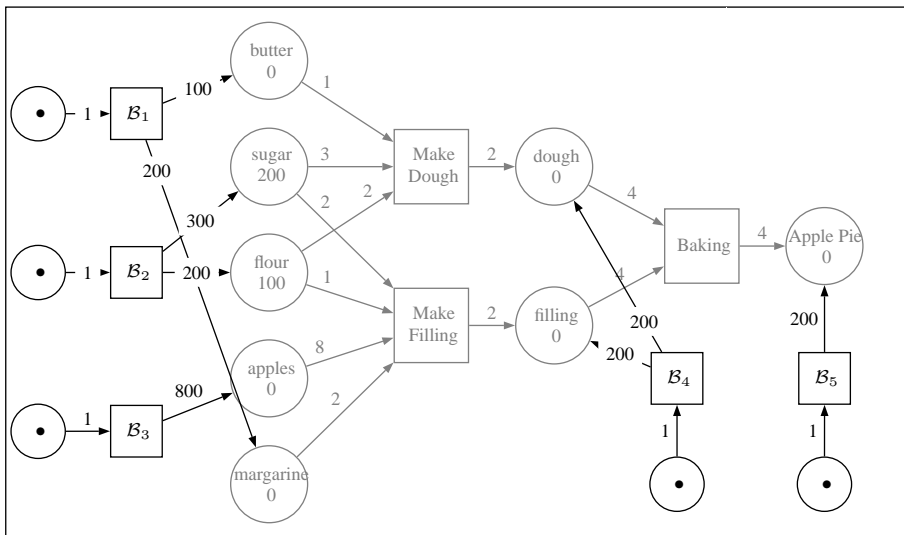 butter
0
1
100
1
B1
200
sugar
200
3
2
2
Make
Dough
2
dough
0
4
300
1
B2
200
flour
100
1
Baking
4
Apple Pie
0
4
Make
Filling
2
filling
0
200
200
200
8
apples
0
2
800
1
B3
B4
B5
1
1
margarine
0